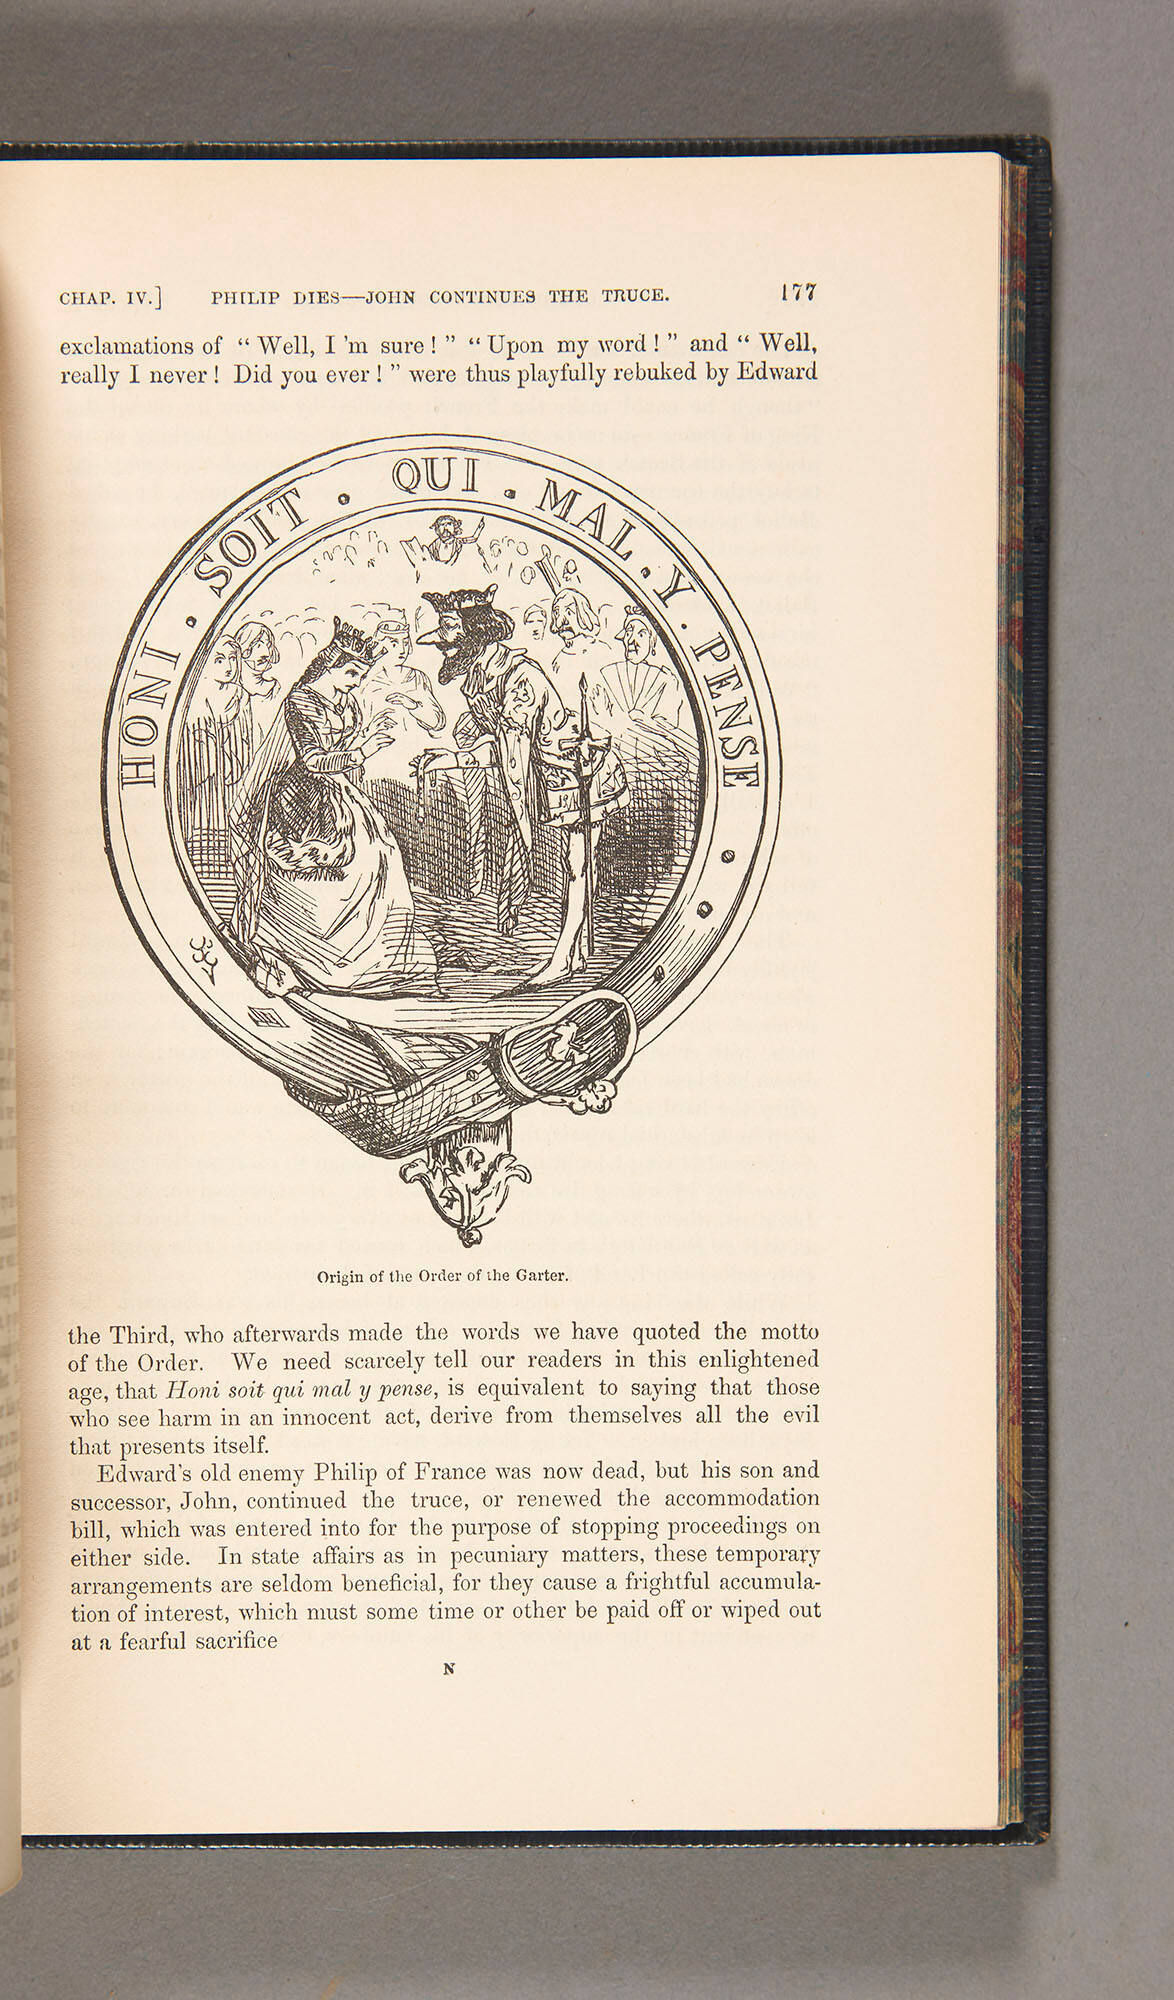 CHAP. IV.] PHILIP DIES—JOHN CONTINUES THE TRUCE. 177
exclamations of “ Well, I ’m sure ! ” “ Upon my word ! ” and “ Well,
really I never ! Did you ever ! ” were thus playfully rebuked by Edward
HONI . SOIT . QUI . MAL . Y . PENSE
Origin of the Order of the Garter.
the Third, who afterwards made the words we have quoted the motto
of the Order. We need scarcely tell our readers in this enlightened
age, that Honi soit qui mal y pense, is equivalent to saying that those
who see harm in an innocent act, derive from themselves all the evil
that presents itself.
Edward’s old enemy Philip of France was now dead, but his son and
successor, John, continued the truce, or renewed the accommodation
bill, which was entered into for the purpose of stopping proceedings on
either side. In state affairs as in pecuniary matters, these temporary
arrangements are seldom beneficial, for they cause a frightful accumula-
tion of interest, which must some time or other be paid off or wiped out
at a fearful sacrifice
N